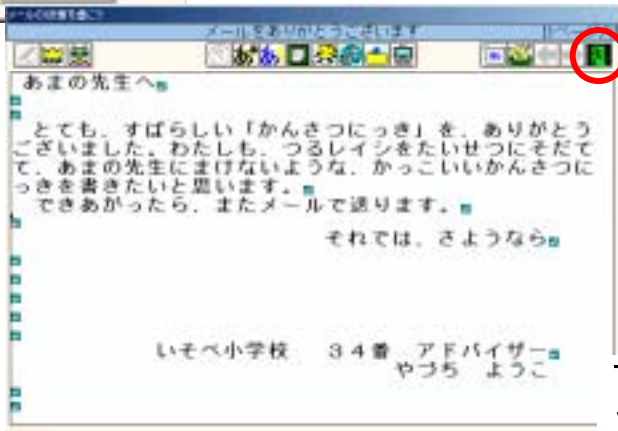 メールをありがとうございます
あまの先生へ
とても、すばらしい「かんさつにっき」を、ありがとう
ございました。わたしも、つるレイシをたいせつにそだて
て、あまの先生にまけないような、かっこいいかんさつに
っきを書きたいと思います。
できあがったら、またメールで送ります。
それでは、さようなら
いそべ小学校　３４番　アドバイザー
やづち　ようこ